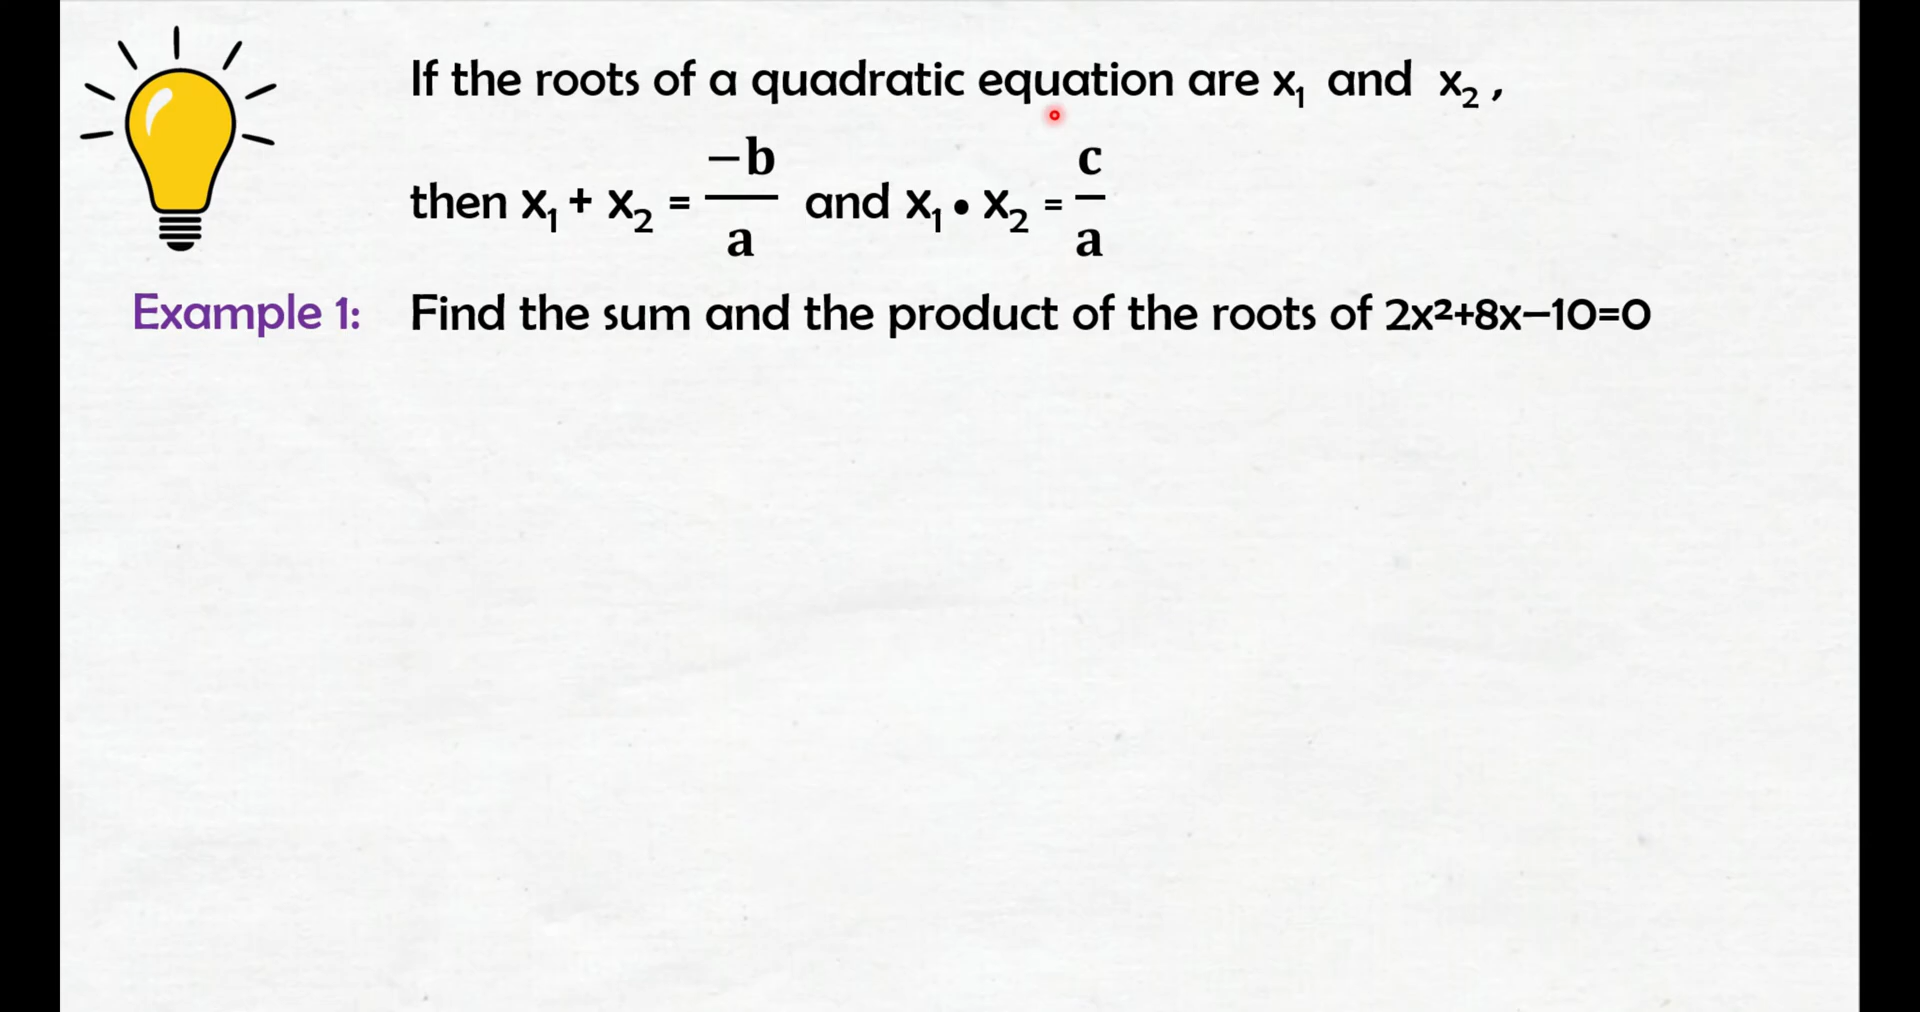 If the roots of a quadratic equation are x₁ and x₂ ,
then x₁ + x₂ = −b/a and x₁ • x₂ = c/a
Example 1: Find the sum and the product of the roots of 2x²+8x−10=0